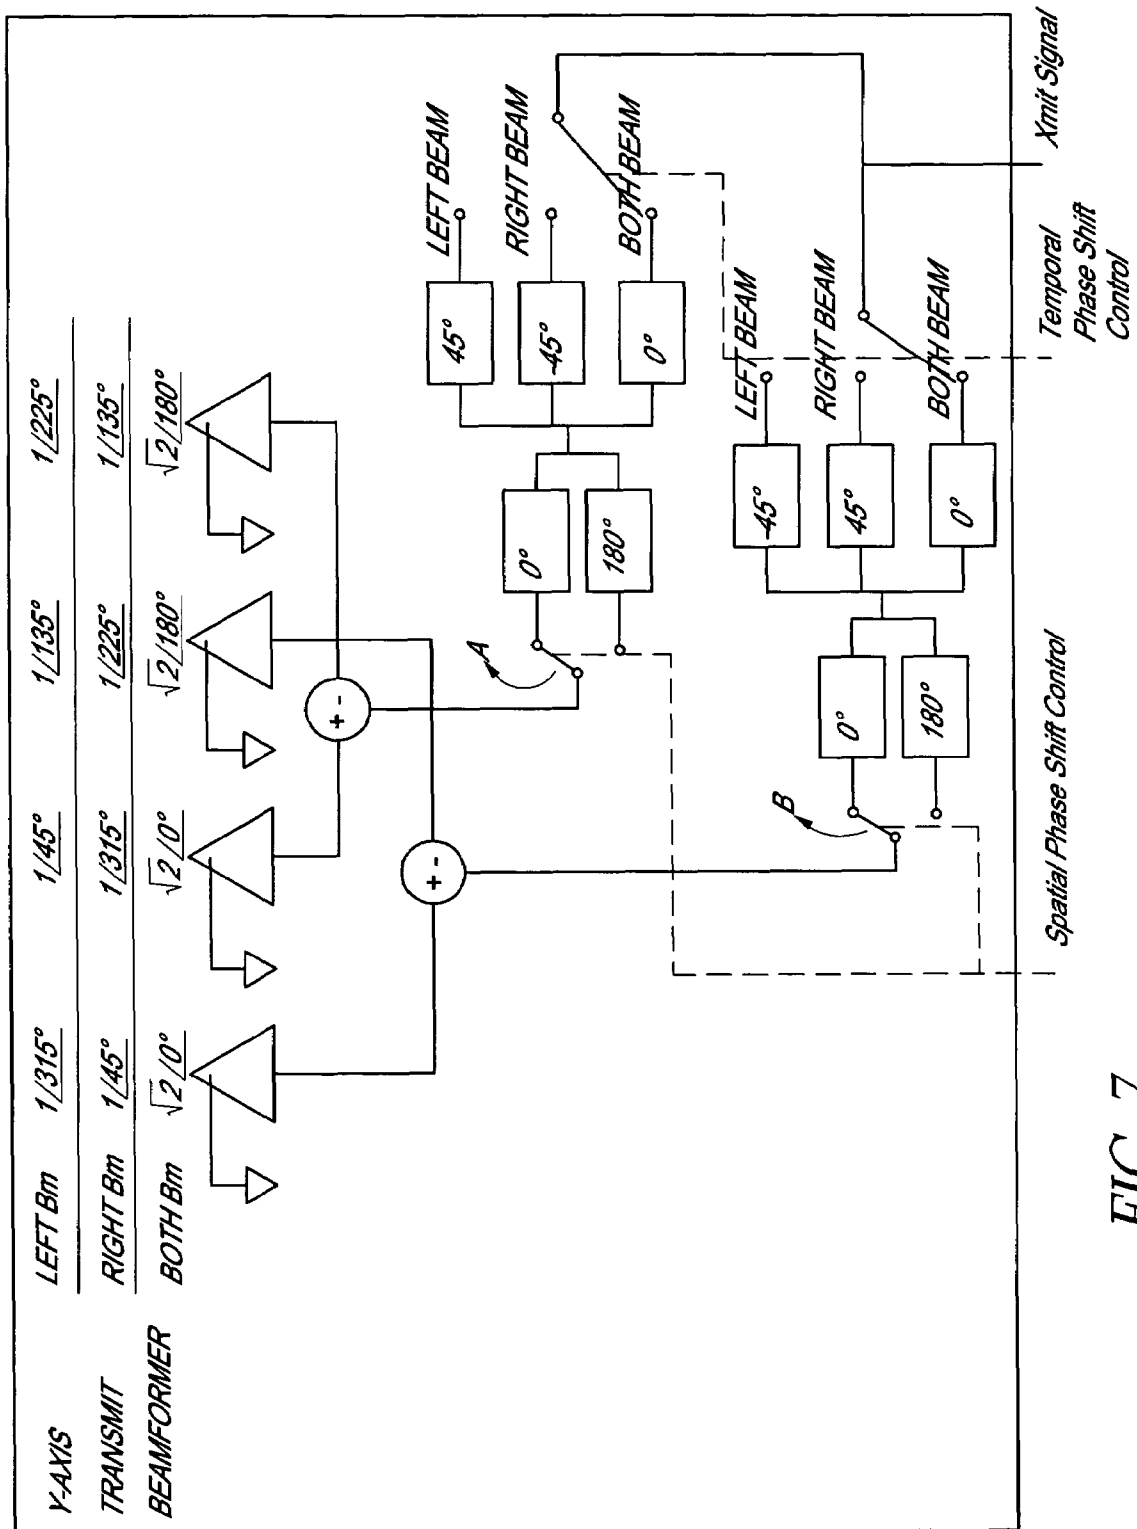 Y-AXIS LEFT Bm 1/315° 1/45° 1/135° 1/225°
TRANSMIT RIGHT Bm 1/45° 1/315° 1/225° 1/135°
BEAMFORMER BOTH Bm √2/0° √2/0° √2/180° √2/180°
+ -
+ -
A
0°
180°
45°
-45°
0°
LEFT BEAM
RIGHT BEAM
BOTH BEAM
B
0°
180°
-45°
45°
0°
LEFT BEAM
RIGHT BEAM
BOTH BEAM
Spatial Phase Shift Control
Temporal
Phase Shift
Control
Xmit Signal
FIG. 7